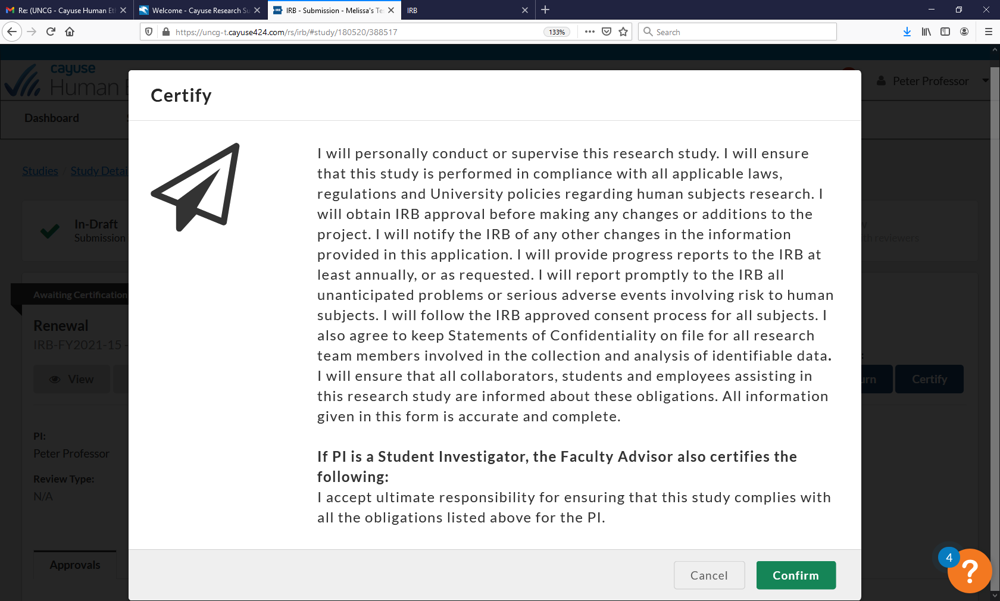 Re: (UNCG - Cayuse Human Et
Welcome - Cayuse Research Su
IRB - Submission - Melissa's Te
IRB
https://uncg-t.cayuse424.com/rs/irb/#study/180520/388517
133%
Search
cayuse
Human E
Peter Professor
Dashboard
Studies / Study Detai
In-Draft
Submission
th reviewers
Awaiting Certification
Renewal
IRB-FY2021-15 -
View
urn
Certify
PI:
Peter Professor
Review Type:
N/A
Approvals
Certify
I will personally conduct or supervise this research study. I will ensure
that this study is performed in compliance with all applicable laws,
regulations and University policies regarding human subjects research. I
will obtain IRB approval before making any changes or additions to the
project. I will notify the IRB of any other changes in the information
provided in this application. I will provide progress reports to the IRB at
least annually, or as requested. I will report promptly to the IRB all
unanticipated problems or serious adverse events involving risk to human
subjects. I will follow the IRB approved consent process for all subjects. I
also agree to keep Statements of Confidentiality on file for all research
team members involved in the collection and analysis of identifiable data.
I will ensure that all collaborators, students and employees assisting in
this research study are informed about these obligations. All information
given in this form is accurate and complete.
If PI is a Student Investigator, the Faculty Advisor also certifies the
following:
I accept ultimate responsibility for ensuring that this study complies with
all the obligations listed above for the PI.
Cancel
Confirm
4
?